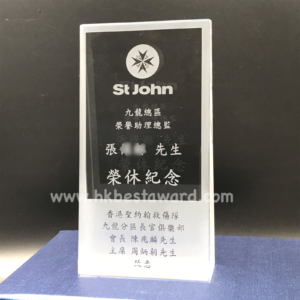 St John
九龍總區
榮譽助理總監
張 先生
榮休紀念
www.hkbestaward.com
香港聖約翰救傷隊
九龍分區長官俱樂部
會長 陳兆麟先生
主席 周炳朝先生